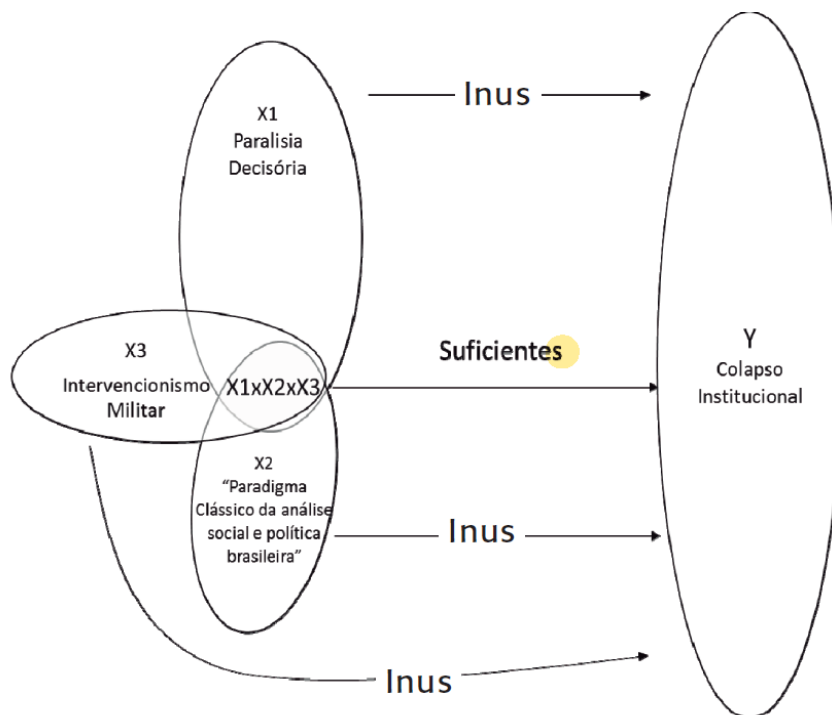 Inus
X1
Paralisia
Decisória
Suficientes
X3
Intervencionismo
Militar
X1xX2xX3
Y
Colapso
Institucional
X2
“Paradigma
Clássico da análise
social e política
brasileira”
Inus
Inus